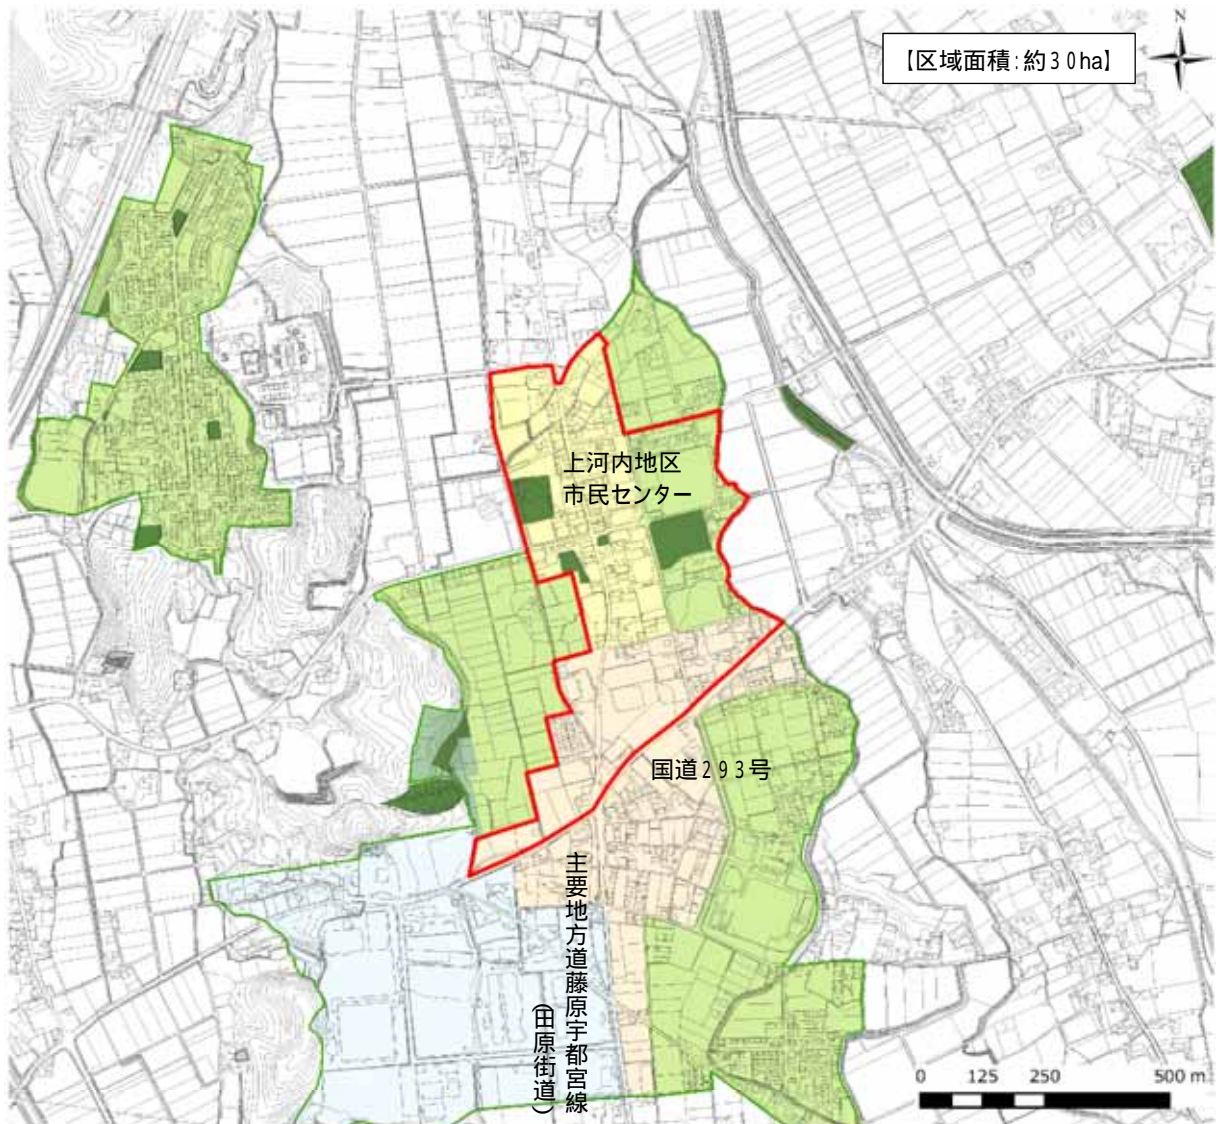 N
【区域面積:約30ha】
上河内地区
市民センター
国道293号
主要地方道藤原宇都宮線
(田原街道)
0 125 250 500 m